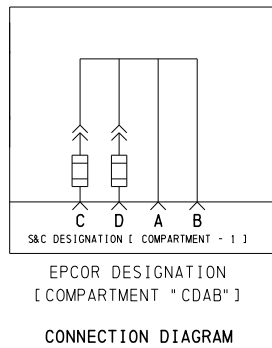 C D A B
S&C DESIGNATION [ COMPARTMENT - 1 ]
EPCOR DESIGNATION
[ COMPARTMENT "CDAB" ]
CONNECTION DIAGRAM